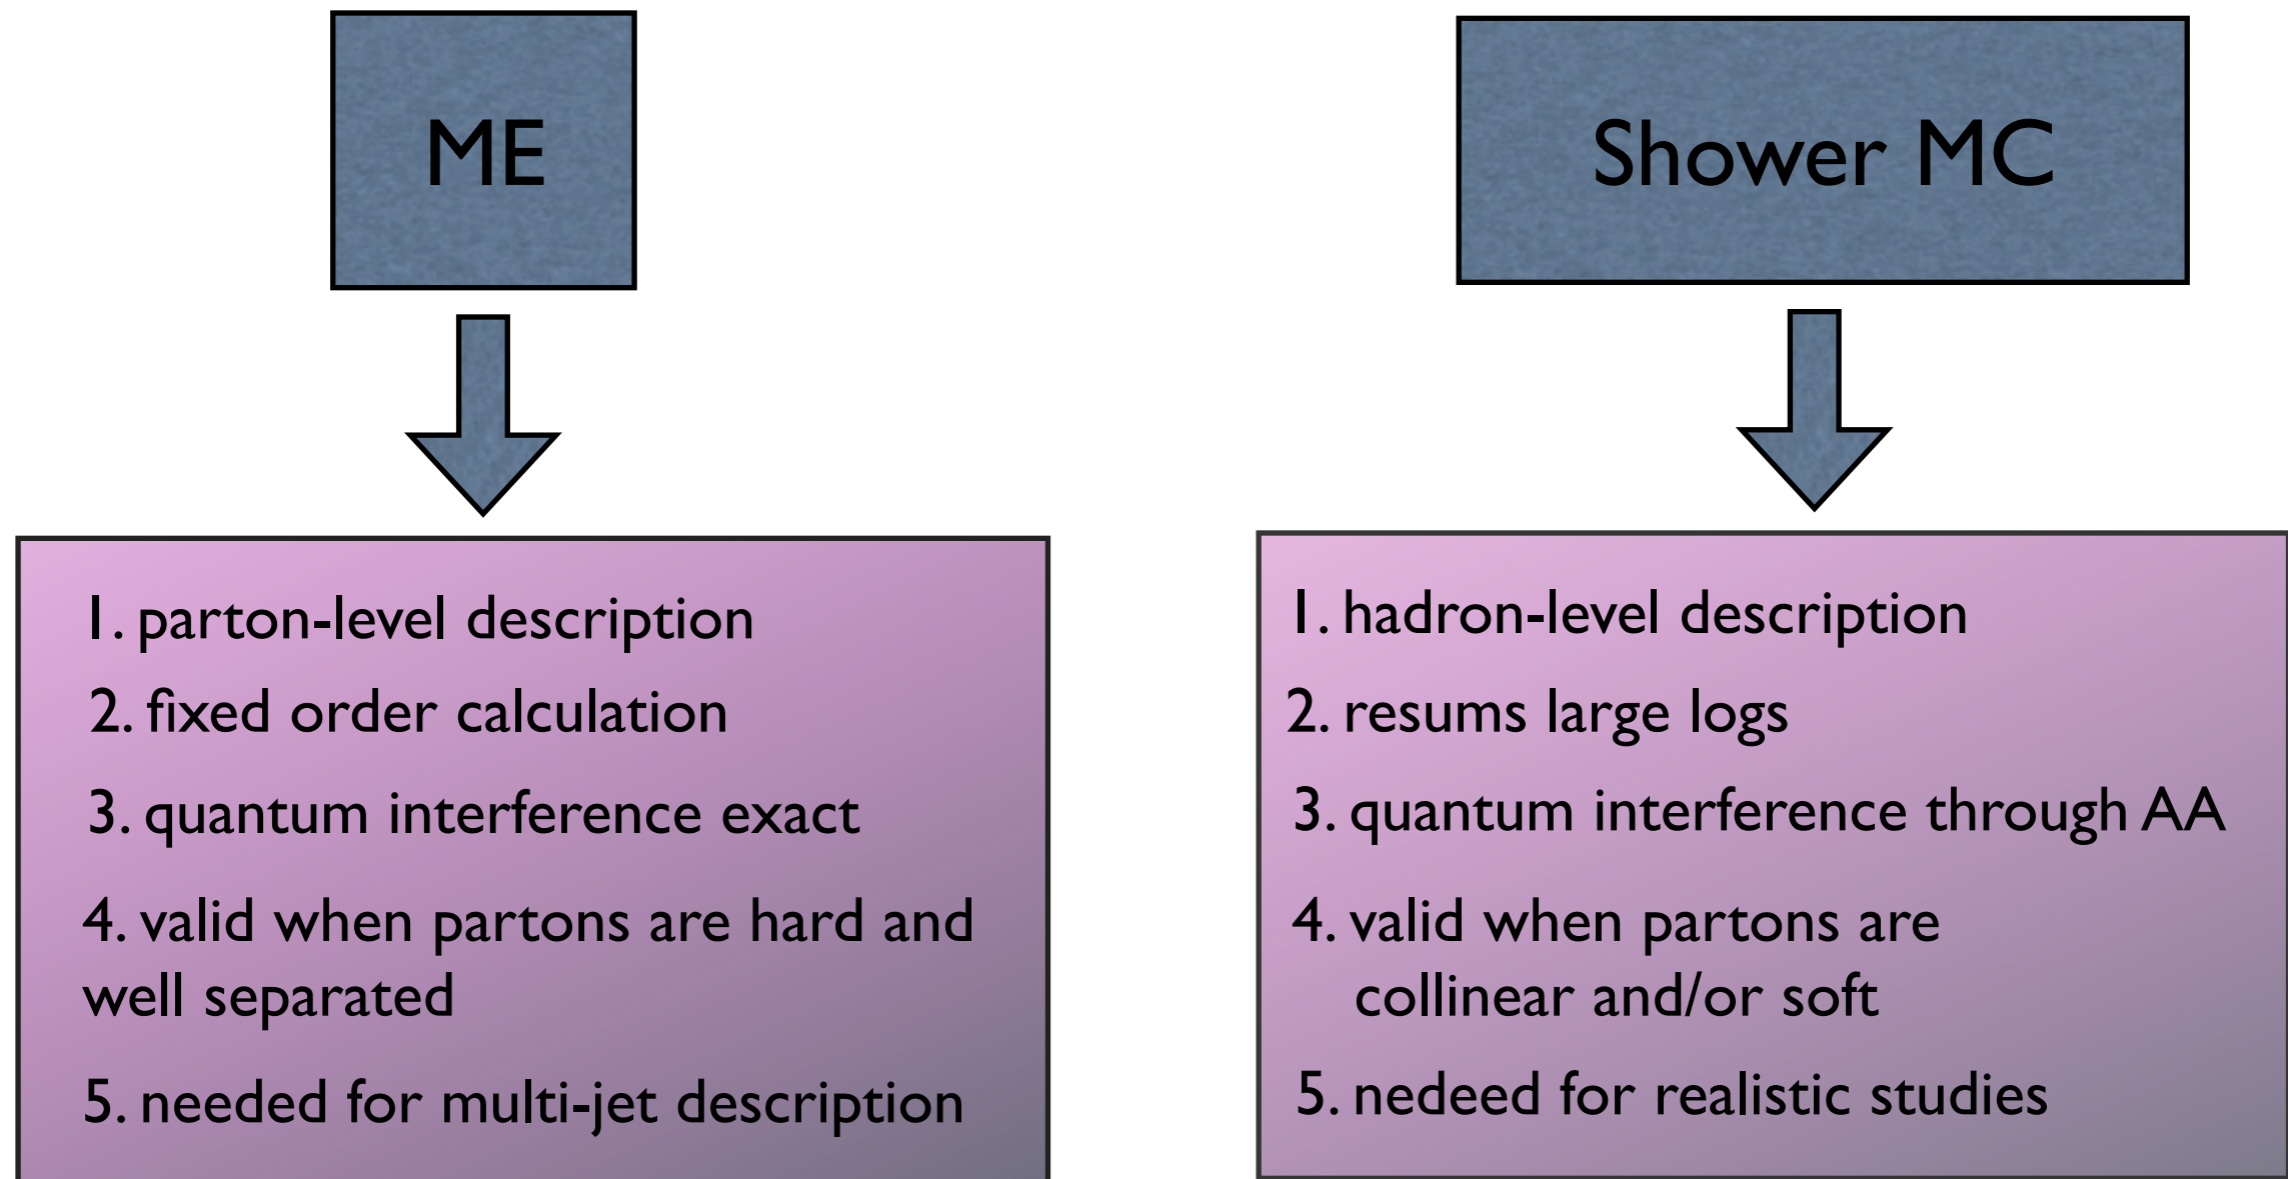 ME
1. parton-level description
2. fixed order calculation
3. quantum interference exact
4. valid when partons are hard and
well separated
5. needed for multi-jet description
Shower MC
1. hadron-level description
2. resums large logs
3. quantum interference through AA
4. valid when partons are
collinear and/or soft
5. nedeed for realistic studies